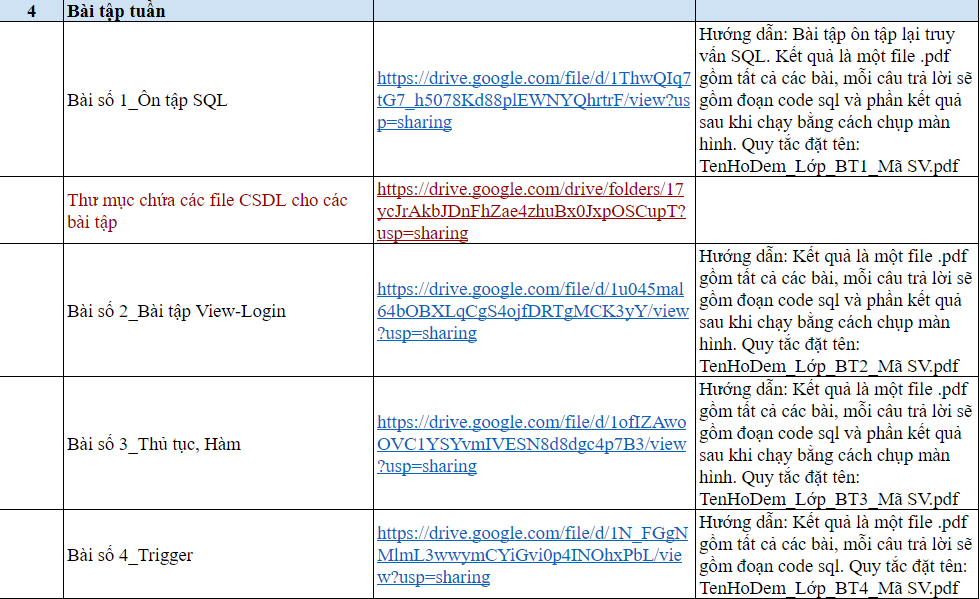 4
Bài tập tuần
Bài số 1_Ôn tập SQL
https://drive.google.com/file/d/1ThwQIq7
tG7_h5078Kd88plEWNYQhrtrF/view?us
p=sharing
Hướng dẫn: Bài tập ôn tập lại truy
vấn SQL. Kết quả là một file .pdf
gồm tất cả các bài, mỗi câu trả lời sẽ
gồm đoạn code sql và phần kết quả
sau khi chạy bằng cách chụp màn
hình. Quy tắc đặt tên:
TenHoDem_Lớp_BT1_Mã SV.pdf
Thư mục chứa các file CSDL cho các
bài tập
https://drive.google.com/drive/folders/17
ycJrAkbJDnFhZae4zhuBx0JxpOSCupT?
usp=sharing
Bài số 2_Bài tập View-Login
https://drive.google.com/file/d/1u045mal
64bOBXLqCgS4ojfDRTgMCK3yY/view
?usp=sharing
Hướng dẫn: Kết quả là một file .pdf
gồm tất cả các bài, mỗi câu trả lời sẽ
gồm đoạn code sql và phần kết quả
sau khi chạy bằng cách chụp màn
hình. Quy tắc đặt tên:
TenHoDem_Lớp_BT2_Mã SV.pdf
Bài số 3_Thủ tục, Hàm
https://drive.google.com/file/d/1ofIZAwo
OVC1YSYvmIVESN8d8dgc4p7B3/view
?usp=sharing
Hướng dẫn: Kết quả là một file .pdf
gồm tất cả các bài, mỗi câu trả lời sẽ
gồm đoạn code sql và phần kết quả
sau khi chạy bằng cách chụp màn
hình. Quy tắc đặt tên:
TenHoDem_Lớp_BT3_Mã SV.pdf
Bài số 4_Trigger
https://drive.google.com/file/d/1N_FGgN
MlmL3wwymCYiGvi0p4INOhxPbL/vie
w?usp=sharing
Hướng dẫn: Kết quả là một file .pdf
gồm tất cả các bài, mỗi câu trả lời sẽ
gồm đoạn code sql. Quy tắc đặt tên:
TenHoDem_Lớp_BT4_Mã SV.pdf